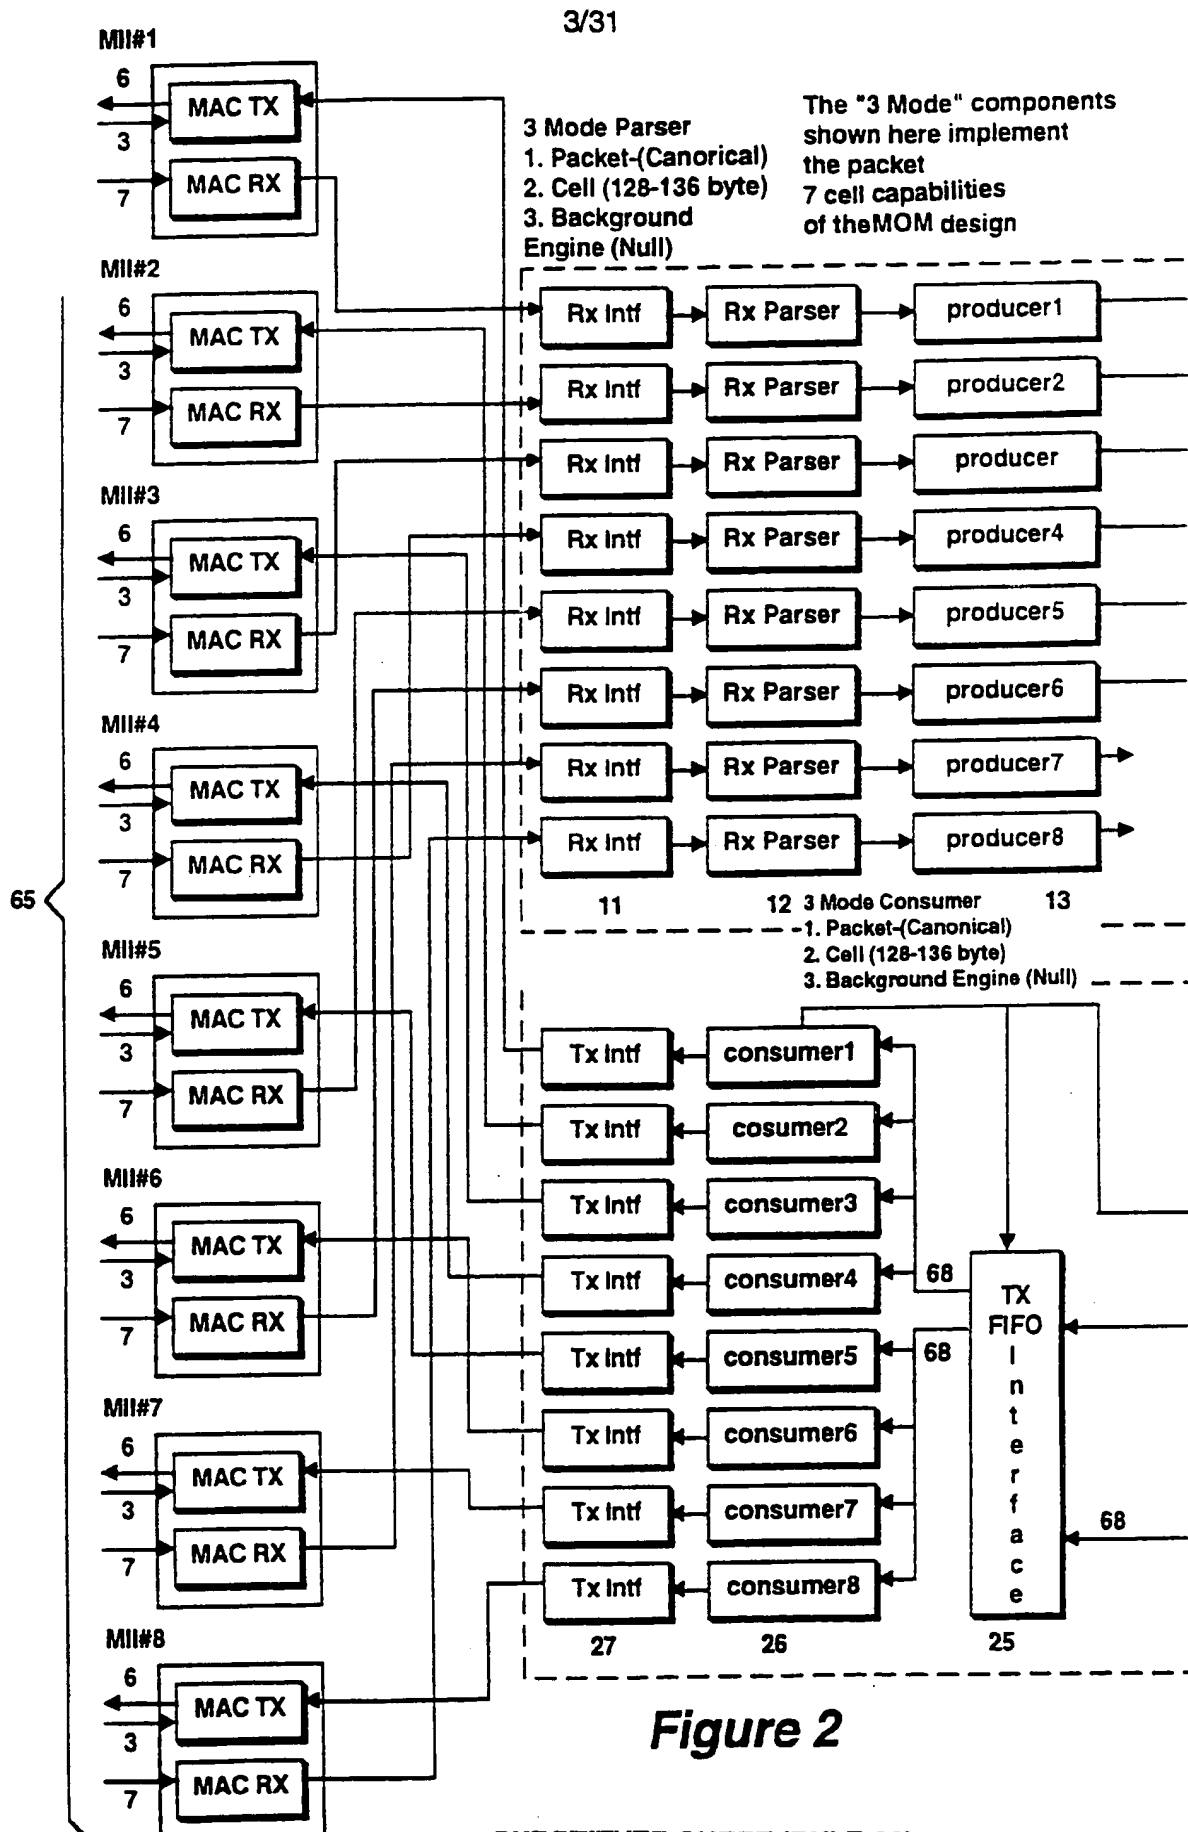 3/31
MII#1
6
MAC TX
3
MAC RX
7
3 Mode Parser
1. Packet-(Canorical)
2. Cell (128-136 byte)
3. Background
Engine (Null)
The "3 Mode" components
shown here implement
the packet
7 cell capabilities
of theMOM design
MII#2
6
MAC TX
3
MAC RX
7
MII#3
6
MAC TX
3
MAC RX
7
MII#4
6
MAC TX
3
MAC RX
7
65
MII#5
6
MAC TX
3
MAC RX
7
MII#6
6
MAC TX
3
MAC RX
7
MII#7
6
MAC TX
3
MAC RX
7
MII#8
6
MAC TX
3
MAC RX
7
Rx Intf Rx Parser producer1
Rx Intf Rx Parser producer2
Rx Intf Rx Parser producer
Rx Intf Rx Parser producer4
Rx Intf Rx Parser producer5
Rx Intf Rx Parser producer6
Rx Intf Rx Parser producer7
Rx Intf Rx Parser producer8
11 12 13
3 Mode Consumer
1. Packet-(Canonical)
2. Cell (128-136 byte)
3. Background Engine (Null)
Tx Intf consumer1
Tx Intf cosumer2
Tx Intf consumer3
Tx Intf consumer4
Tx Intf consumer5
Tx Intf consumer6
Tx Intf consumer7
Tx Intf consumer8
68
68
TX
FIFO
I
n
t
e
r
f
a
c
e
68
27 26 25
Figure 2